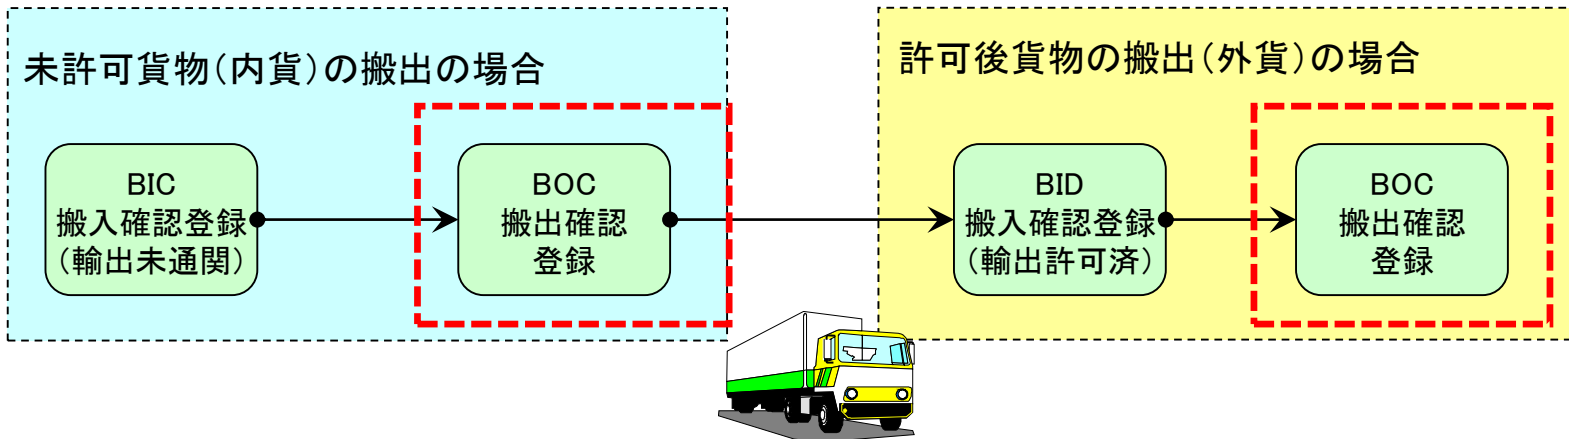 未許可貨物(内貨)の搬出の場合
BIC
搬入確認登録
(輸出未通関)
BOC
搬出確認
登録
許可後貨物の搬出(外貨)の場合
BID
搬入確認登録
(輸出許可済)
BOC
搬出確認
登録